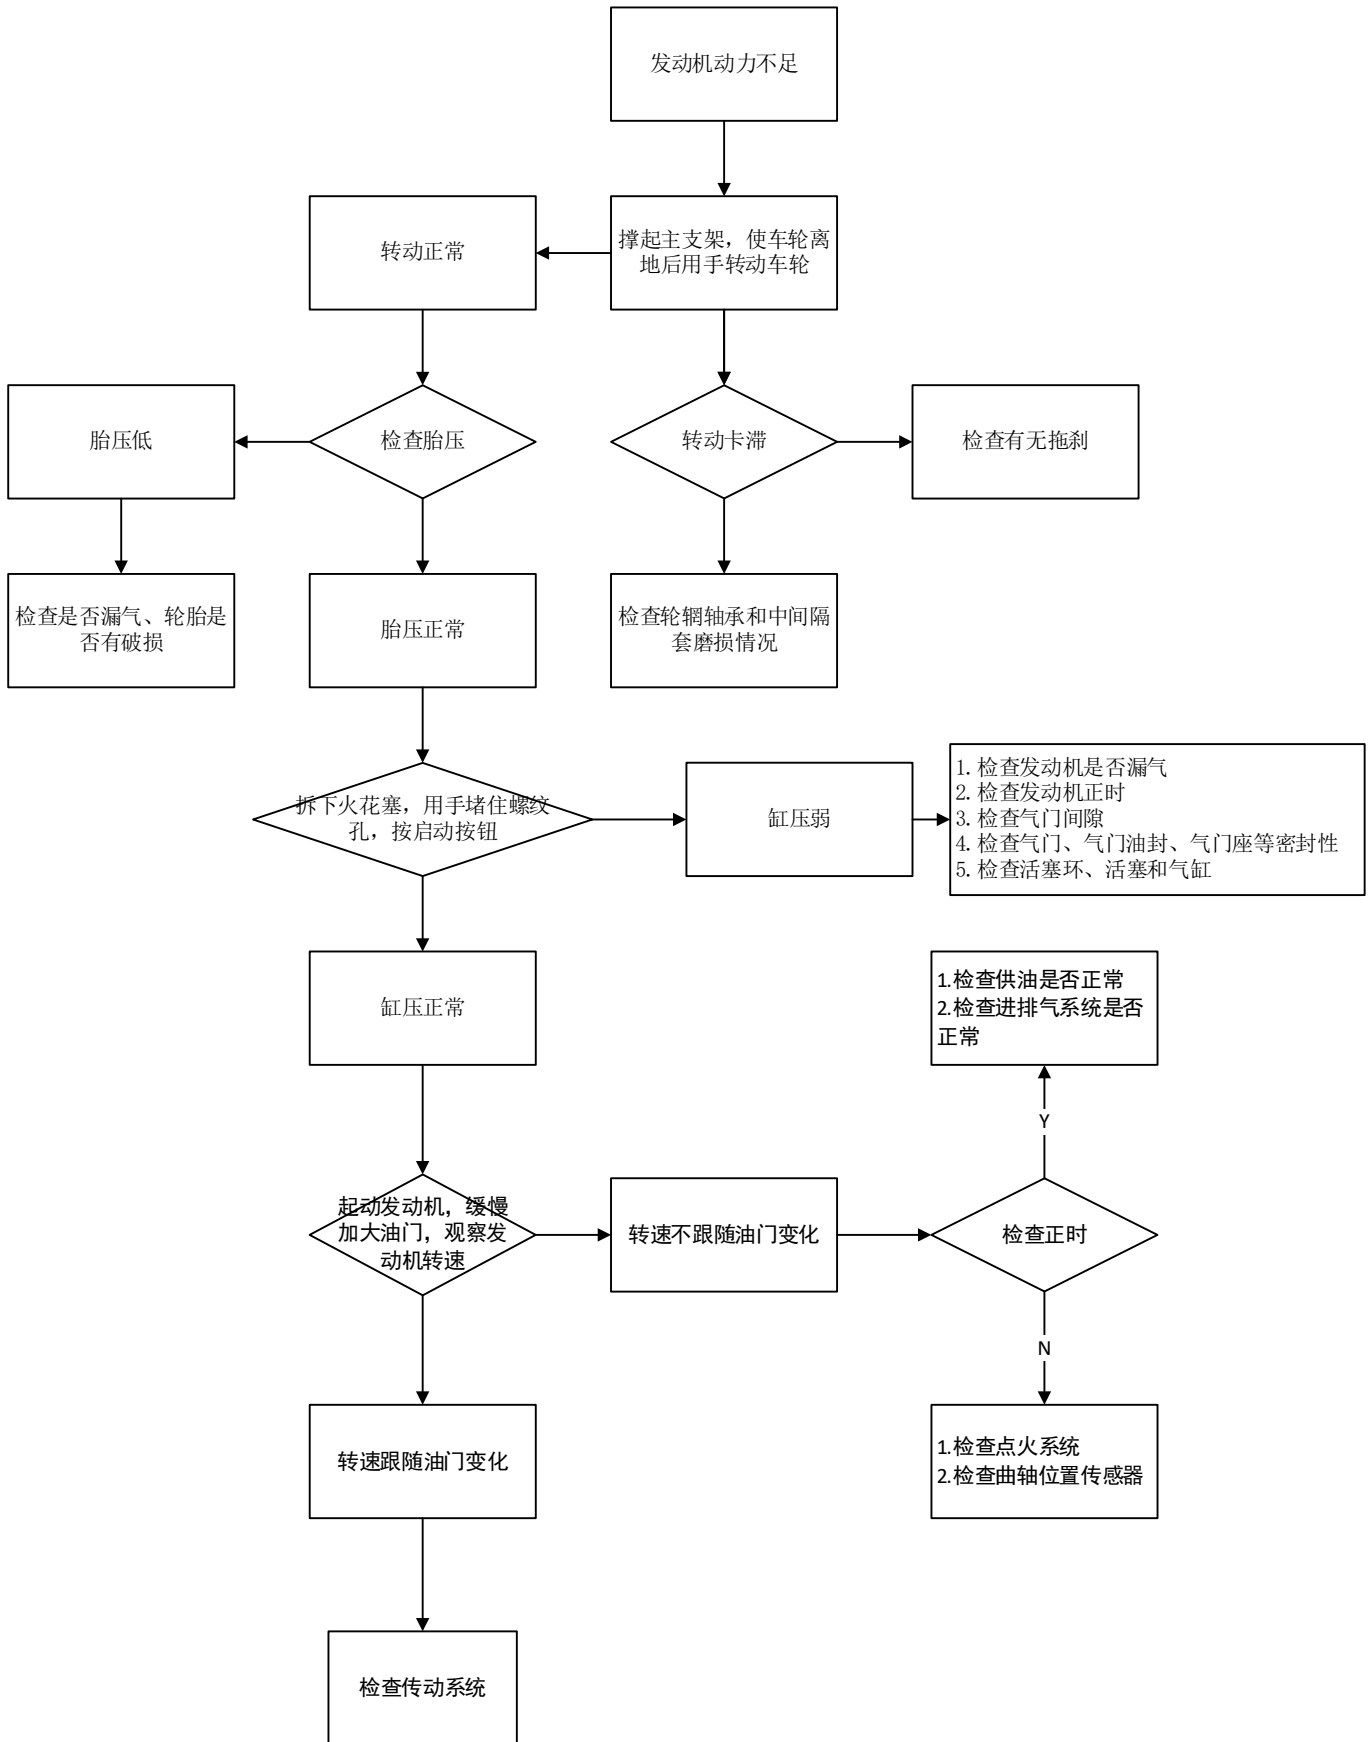 发动机动力不足
转动正常
撑起主支架，使车轮离
地后用手转动车轮
胎压低
检查胎压
转动卡滞
检查有无拖刹
检查是否漏气、轮胎是
否有破损
胎压正常
检查轮辋轴承和中间隔
套磨损情况
拆下火花塞，用手堵住螺纹
孔，按启动按钮
缸压弱
1. 检查发动机是否漏气
2. 检查发动机正时
3. 检查气门间隙
4. 检查气门、气门油封、气门座等密封性
5. 检查活塞环、活塞和气缸
缸压正常
1.检查供油是否正常
2.检查进排气系统是否
正常
Y
起动发动机，缓慢
加大油门，观察发
动机转速
转速不跟随油门变化
检查正时
N
转速跟随油门变化
1.检查点火系统
2.检查曲轴位置传感器
检查传动系统